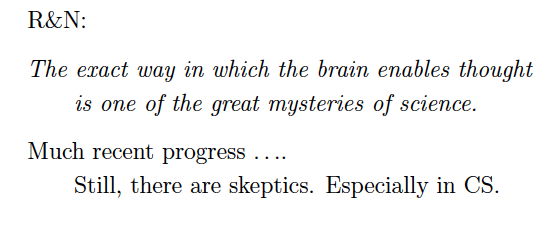 R&N:
The exact way in which the brain enables thought
is one of the great mysteries of science.
Much recent progress ....
Still, there are skeptics. Especially in CS.